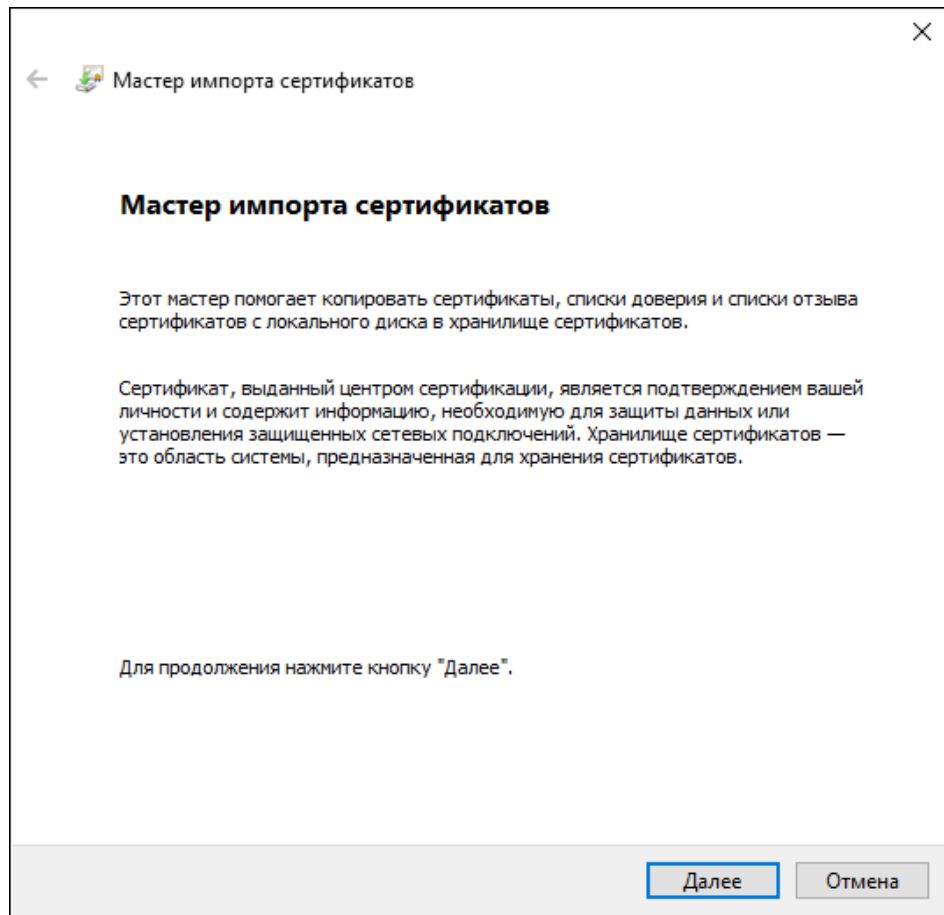 Мастер импорта сертификатов
Мастер импорта сертификатов
Этот мастер помогает копировать сертификаты, списки доверия и списки отзыва
сертификатов с локального диска в хранилище сертификатов.
Сертификат, выданный центром сертификации, является подтверждением вашей
личности и содержит информацию, необходимую для защиты данных или
установления защищенных сетевых подключений. Хранилище сертификатов —
это область системы, предназначенная для хранения сертификатов.
Для продолжения нажмите кнопку "Далее".
Далее
Отмена